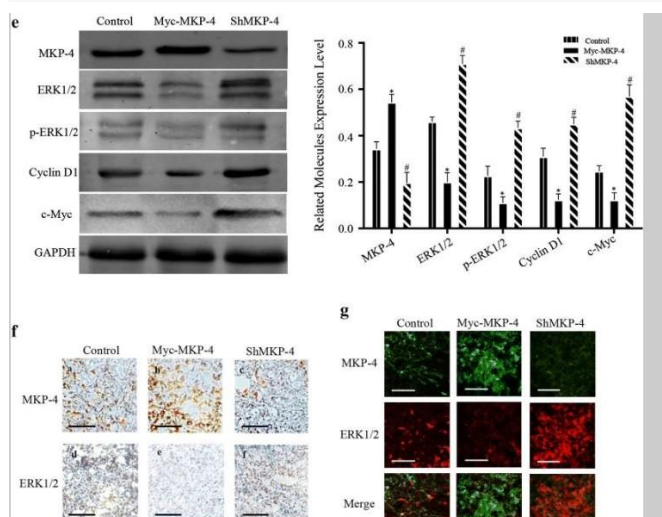 e
Control Myc-MKP-4 ShMKP-4
MKP-4
ERK1/2
p-ERK1/2
Cyclin D1
c-Myc
GAPDH
Related Molecules Expression Level
0.8
0.6
0.4
0.2
0.0
Control
Myc-MKP-4
ShMKP-4
* # * # * # * # * #
MKP-4 ERK1/2 p-ERK1/2 Cyclin D1 c-Myc
f
Control Myc-MKP-4 ShMKP-4
MKP-4
a b c
ERK1/2
d e f
g
Control Myc-MKP-4 ShMKP-4
MKP-4
ERK1/2
Merge